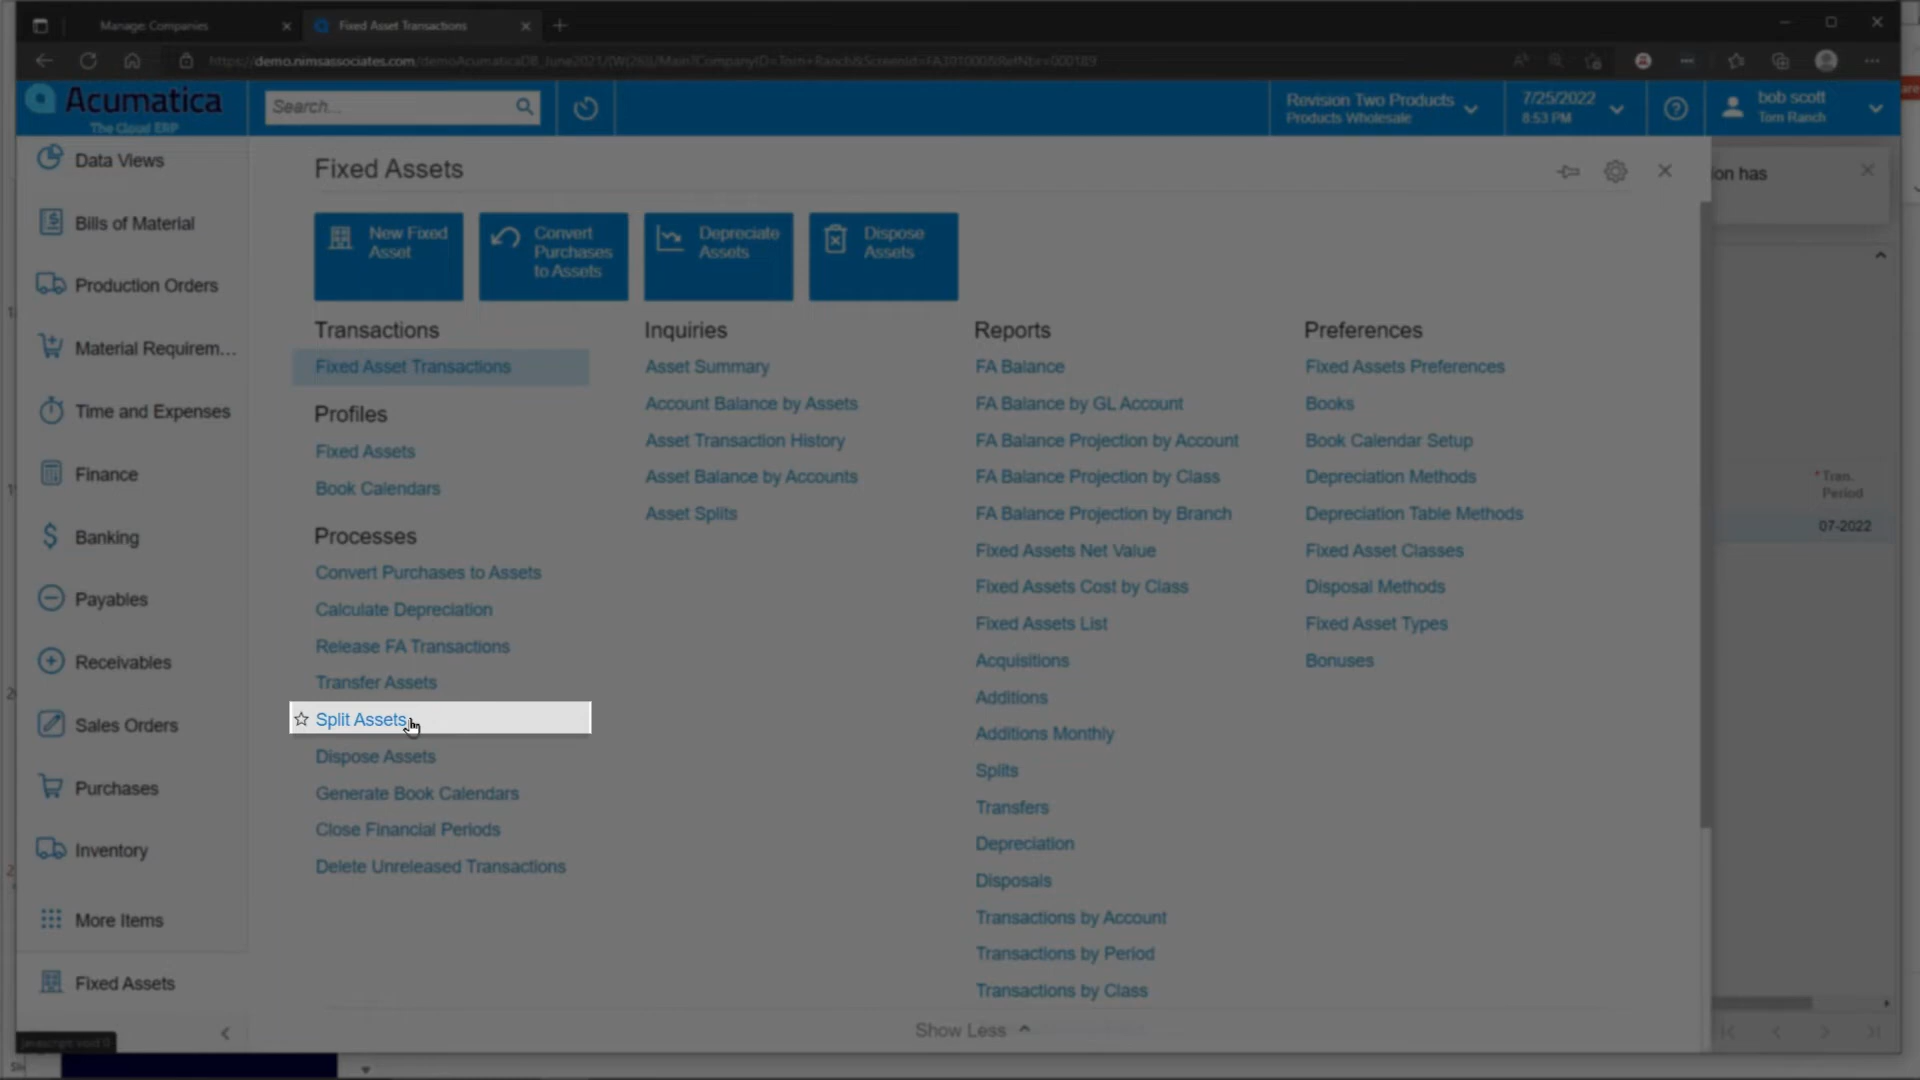 Manage: Companies
Fixed Asset Transactions
https://demo.nimsassociates.com/demoAcumaticaDB_June2021/(W(28))/Main?CompanyID=Tom+Ranch&ScreenId=FA301000&RefNbr=000189
Acumatica
The Cloud ERP
Search...
Revision Two Products
Products Wholesale
7/25/2022
8:53 PM
bob scott
Tom Ranch
Data Views
Bills of Material
Production Orders
Material Requirem...
Time and Expenses
Finance
Banking
Payables
Receivables
Sales Orders
Purchases
Inventory
More Items
Fixed Assets
Fixed Assets
New Fixed
Asset
Convert
Purchases
to Assets
Depreciate
Assets
Dispose
Assets
Transactions
Fixed Asset Transactions
Profiles
Fixed Assets
Book Calendars
Processes
Convert Purchases to Assets
Calculate Depreciation
Release FA Transactions
Transfer Assets
Split Assets
Dispose Assets
Generate Book Calendars
Close Financial Periods
Delete Unreleased Transactions
Inquiries
Asset Summary
Account Balance by Assets
Asset Transaction History
Asset Balance by Accounts
Asset Splits
Reports
FA Balance
FA Balance by GL Account
FA Balance Projection by Account
FA Balance Projection by Class
FA Balance Projection by Branch
Fixed Assets Net Value
Fixed Assets Cost by Class
Fixed Assets List
Acquisitions
Additions
Additions Monthly
Splits
Transfers
Depreciation
Disposals
Transactions by Account
Transactions by Period
Transactions by Class
Preferences
Fixed Assets Preferences
Books
Book Calendar Setup
Depreciation Methods
Depreciation Table Methods
Fixed Asset Classes
Disposal Methods
Fixed Asset Types
Bonuses
Show Less
ion has
* Tran.
Period
07-2022
javascript:void 0